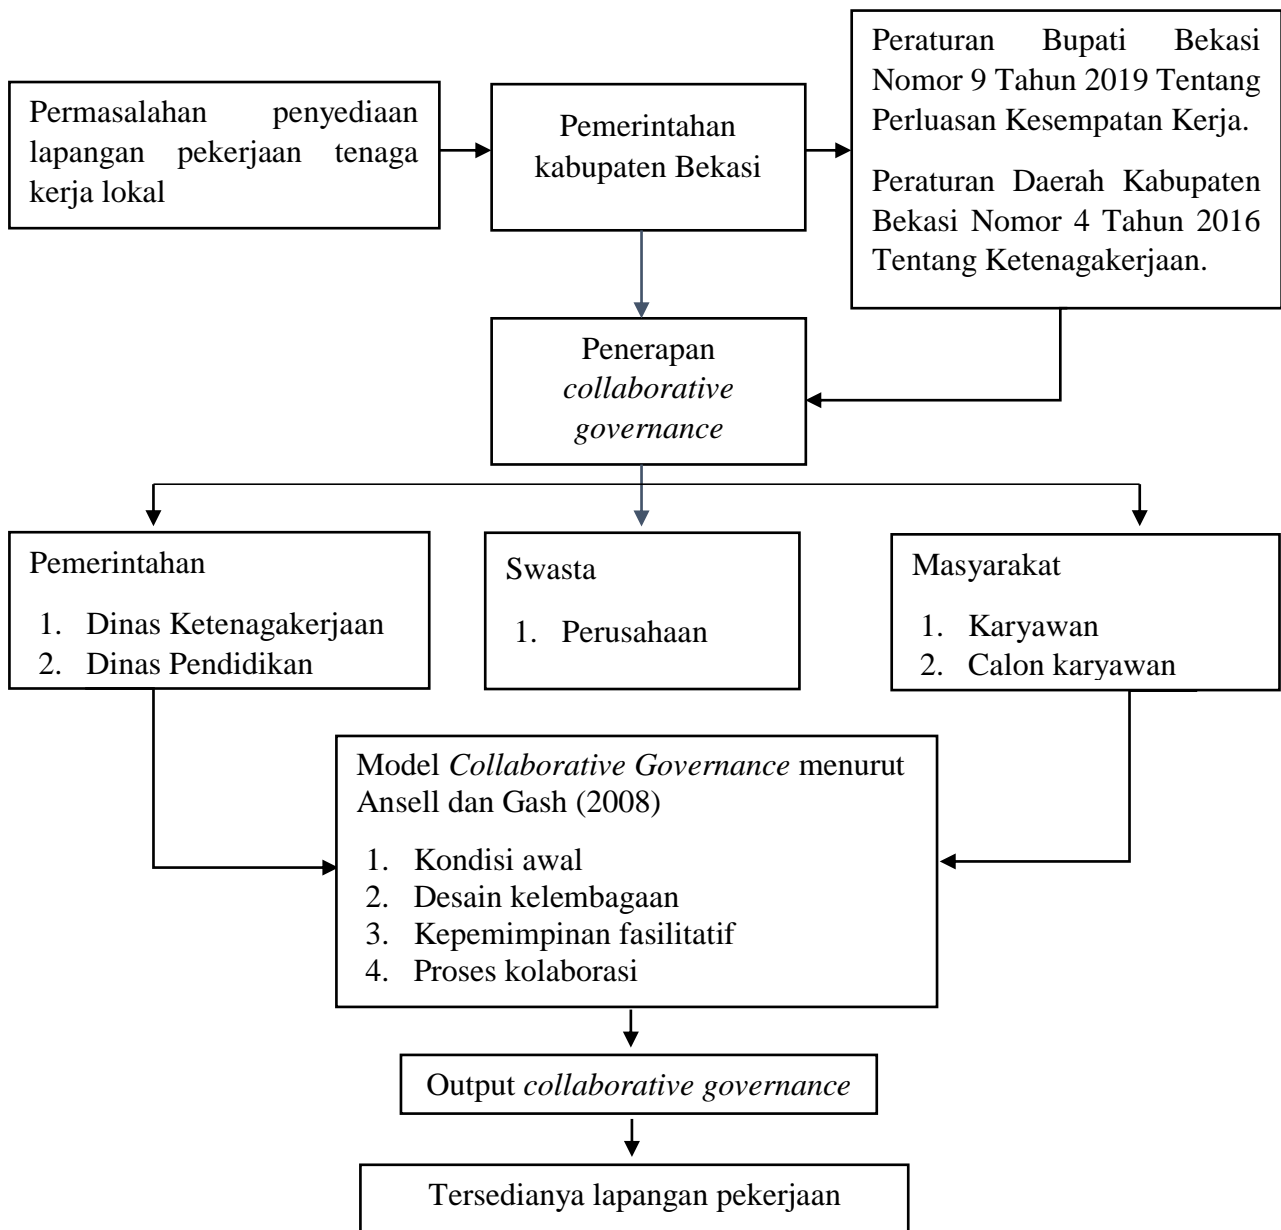 Permasalahan penyediaan
lapangan pekerjaan tenaga
kerja lokal
Pemerintahan
kabupaten Bekasi
Peraturan Bupati Bekasi
Nomor 9 Tahun 2019 Tentang
Perluasan Kesempatan Kerja.
Peraturan Daerah Kabupaten
Bekasi Nomor 4 Tahun 2016
Tentang Ketenagakerjaan.
Penerapan
collaborative
governance
Pemerintahan
1. Dinas Ketenagakerjaan
2. Dinas Pendidikan
Swasta
1. Perusahaan
Masyarakat
1. Karyawan
2. Calon karyawan
Model Collaborative Governance menurut
Ansell dan Gash (2008)
1. Kondisi awal
2. Desain kelembagaan
3. Kepemimpinan fasilitatif
4. Proses kolaborasi
Output collaborative governance
Tersedianya lapangan pekerjaan